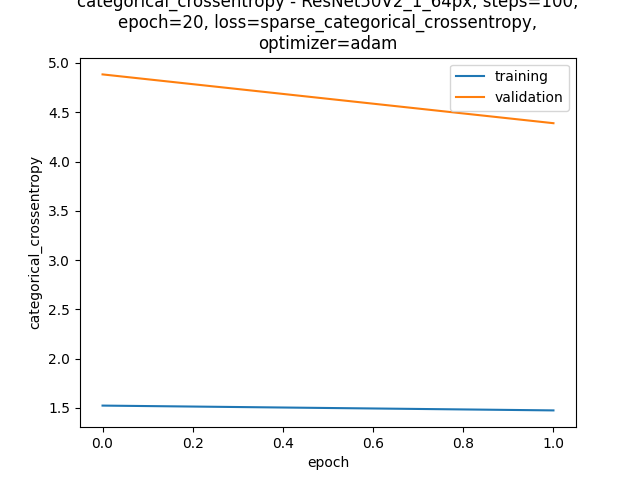 categorical_crossentropy - ResNet50V2_1_64px, steps=100,
epoch=20, loss=sparse_categorical_crossentropy,
optimizer=adam
5.0
4.5
4.0
3.5
3.0
2.5
2.0
1.5
categorical_crossentropy
training
validation
0.0 0.2 0.4 0.6 0.8 1.0
epoch